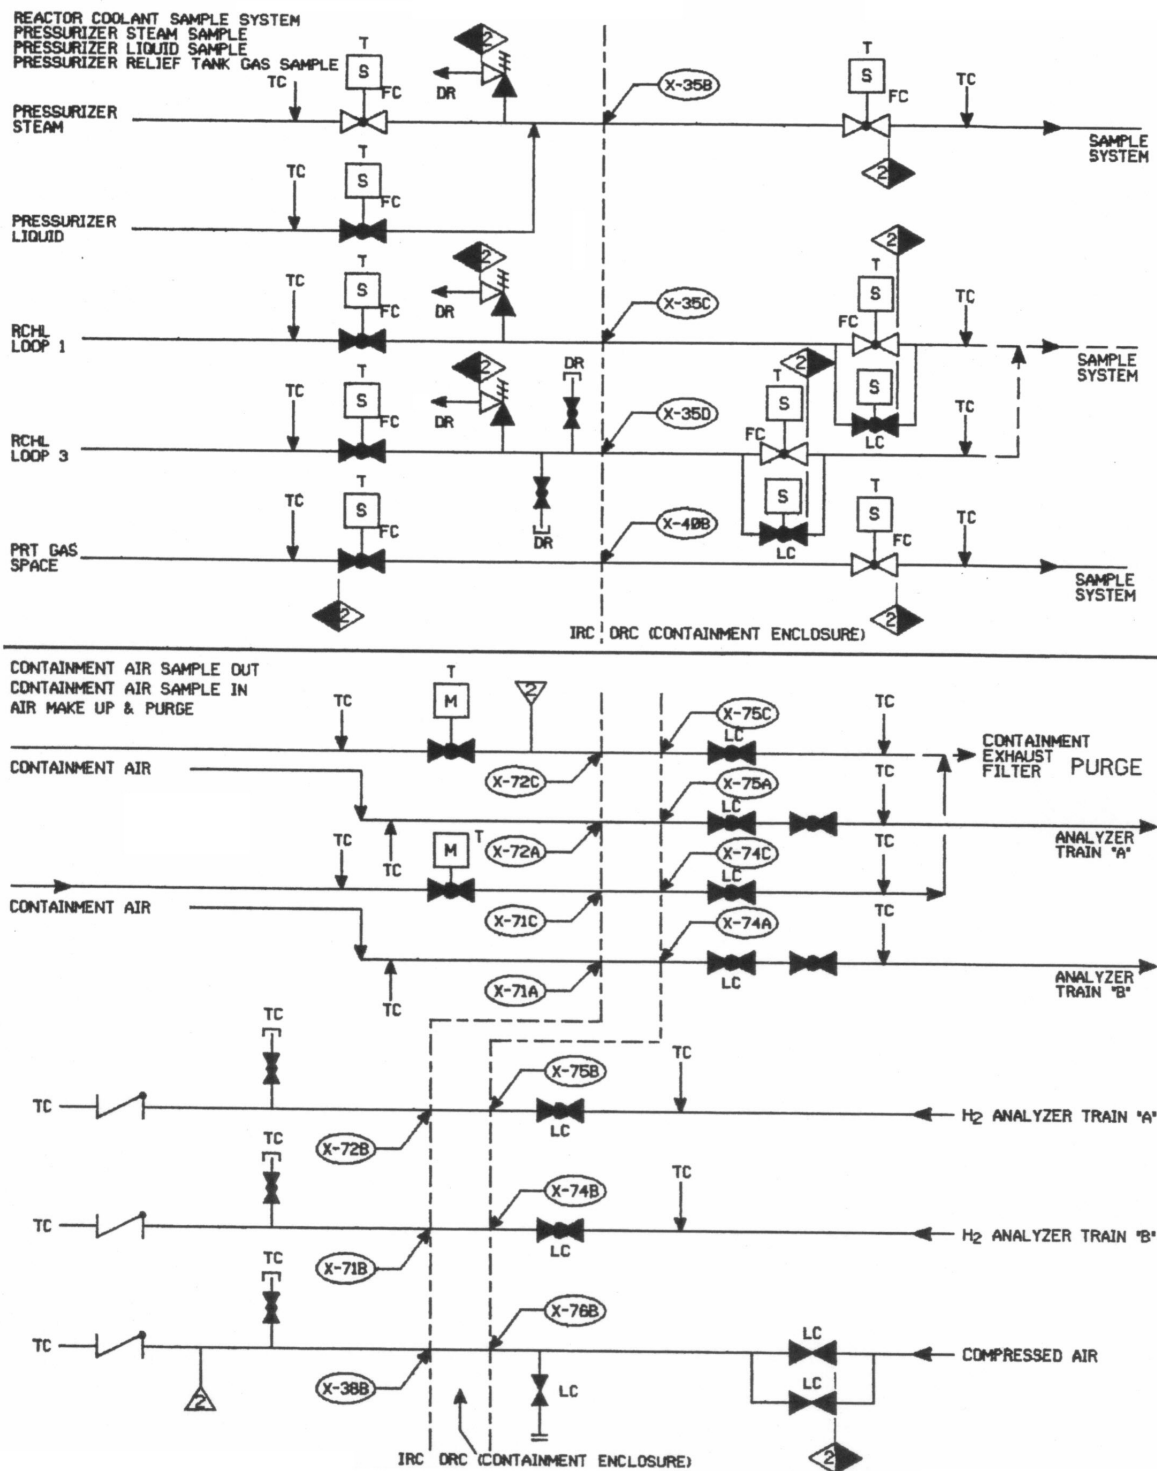 REACTOR COOLANT SAMPLE SYSTEM
PRESSURIZER STEAM SAMPLE
PRESSURIZER LIQUID SAMPLE
PRESSURIZER RELIEF TANK GAS SAMPLE
T
2
T
TC
S
FC
DR
X-35B
S
FC
TC
PRESSURIZER
STEAM
SAMPLE
SYSTEM
T
TC
S
FC
2
PRESSURIZER
LIQUID
2
2
T
TC
S
FC
DR
X-35C
T
S
FC
TC
RCHL
LOOP 1
SAMPLE
SYSTEM
T
2
DR
2
S
TC
S
FC
DR
X-35D
T
S
FC
LC
TC
RCHL
LOOP 3
T
TC
S
FC
DR
X-40B
S
LC
T
S
FC
TC
PRT GAS
SPACE
SAMPLE
SYSTEM
2
2
IRC
ORC (CONTAINMENT ENCLOSURE)
CONTAINMENT AIR SAMPLE OUT
CONTAINMENT AIR SAMPLE IN
AIR MAKE UP & PURGE
T
TC
M
2
X-75C
TC
LC
CONTAINMENT
EXHAUST
FILTER PURGE
CONTAINMENT AIR
X-72C
X-75A
TC
LC
ANALYZER
TRAIN "A"
TC
TC
M
T
X-72A
X-74C
TC
LC
CONTAINMENT AIR
X-71C
X-74A
TC
TC
X-71A
LC
ANALYZER
TRAIN "B"
TC
TC
X-75B
TC
LC
H2 ANALYZER TRAIN "A"
X-72B
TC
TC
X-74B
TC
LC
H2 ANALYZER TRAIN "B"
X-71B
TC
TC
X-76B
LC
COMPRESSED AIR
2
X-38B
LC
LC
2
IRC
ORC (CONTAINMENT ENCLOSURE)